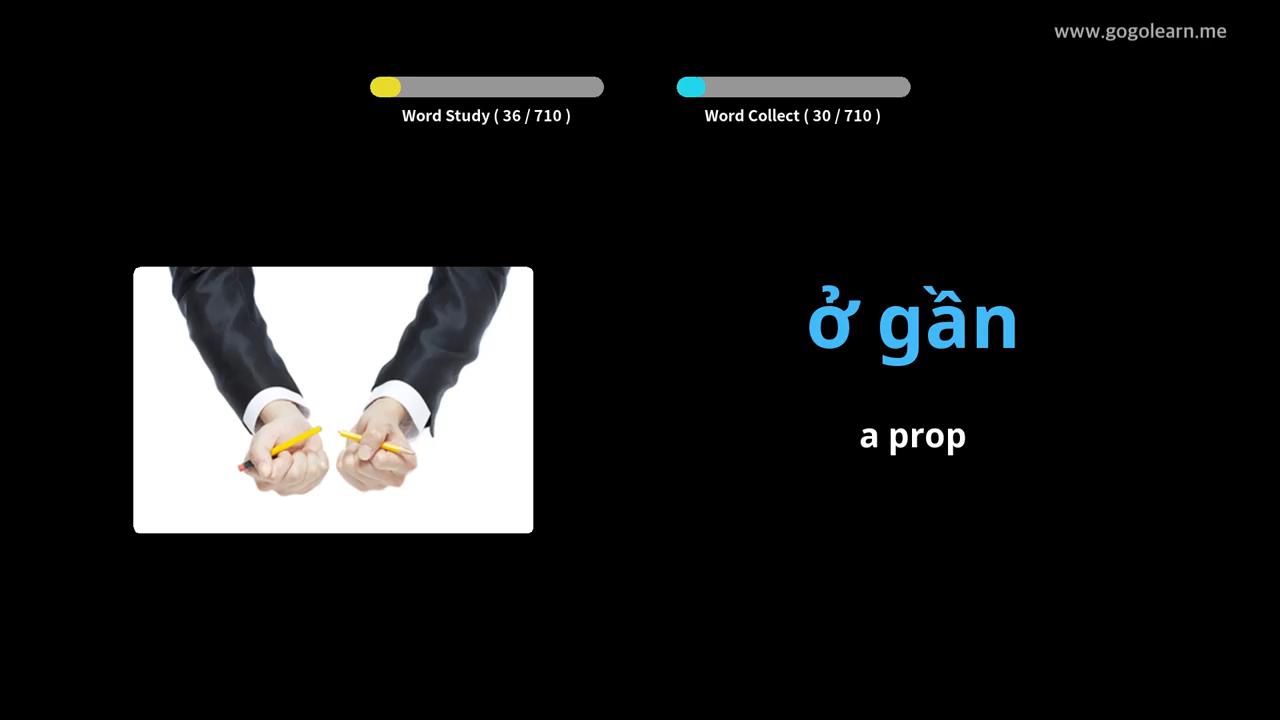 www.gogolearn.me
Word Study ( 36 / 710 )
Word Collect ( 30 / 710 )
ở gần
a prop